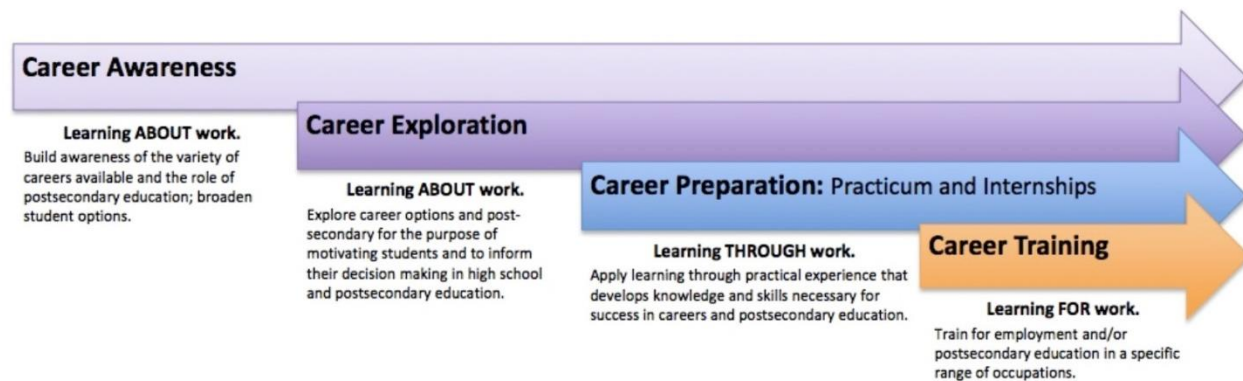 Career Awareness
Learning ABOUT work.
Build awareness of the variety of
careers available and the role of
postsecondary education; broaden
student options.
Career Exploration
Learning ABOUT work.
Explore career options and post-
secondary for the purpose of
motivating students and to inform
their decision making in high school
and postsecondary education.
Career Preparation: Practicum and Internships
Learning THROUGH work.
Apply learning through practical experience that
develops knowledge and skills necessary for
success in careers and postsecondary education.
Career Training
Learning FOR work.
Train for employment and/or
postsecondary education in a specific
range of occupations.